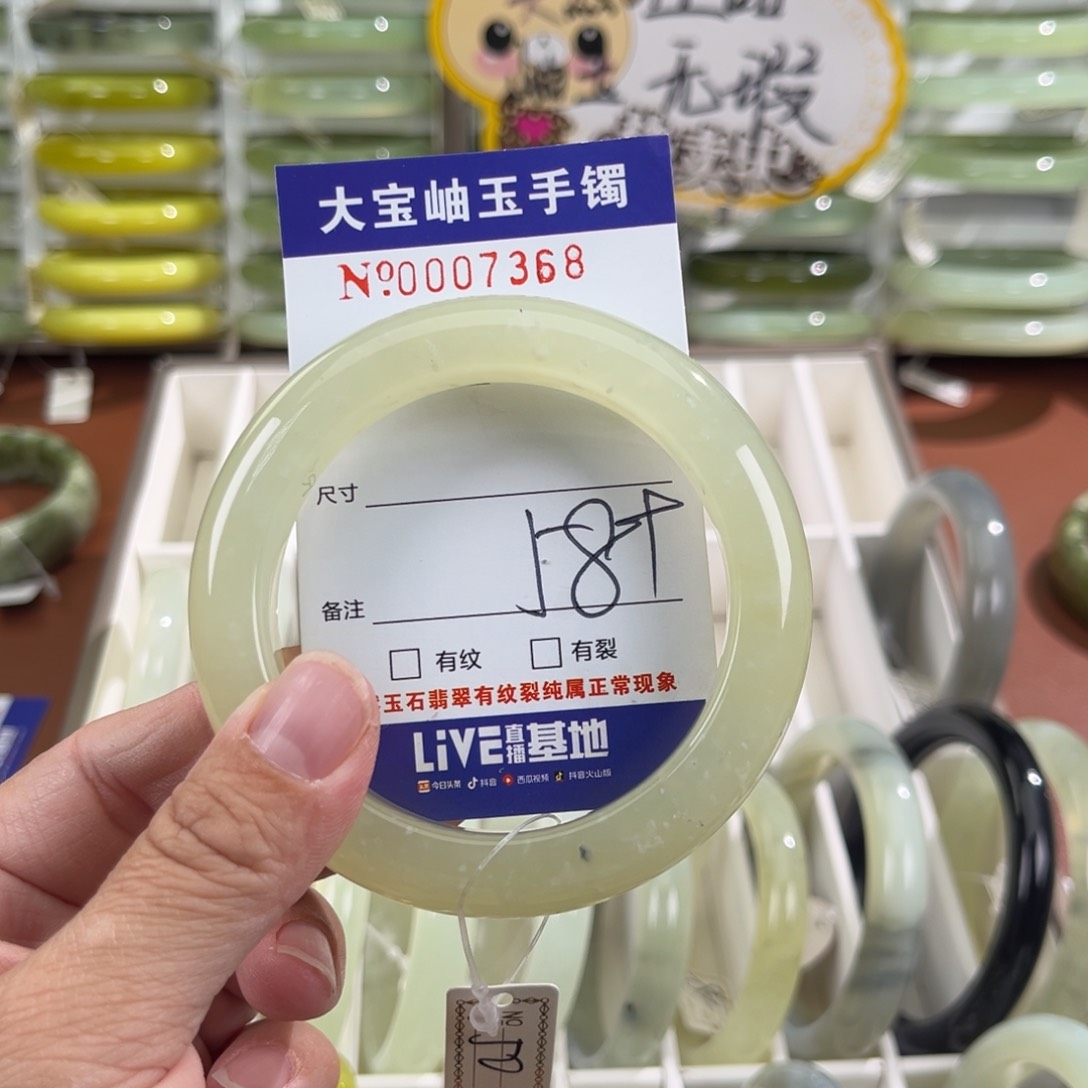 无瑕
大宝岫玉手镯
Nº0007368
尺寸
备注
有纹 有裂
玉石翡翠有纹裂纯属正常现象
LiVE直播基地
今日头条 抖音 西瓜视频 抖音火山版
Nº